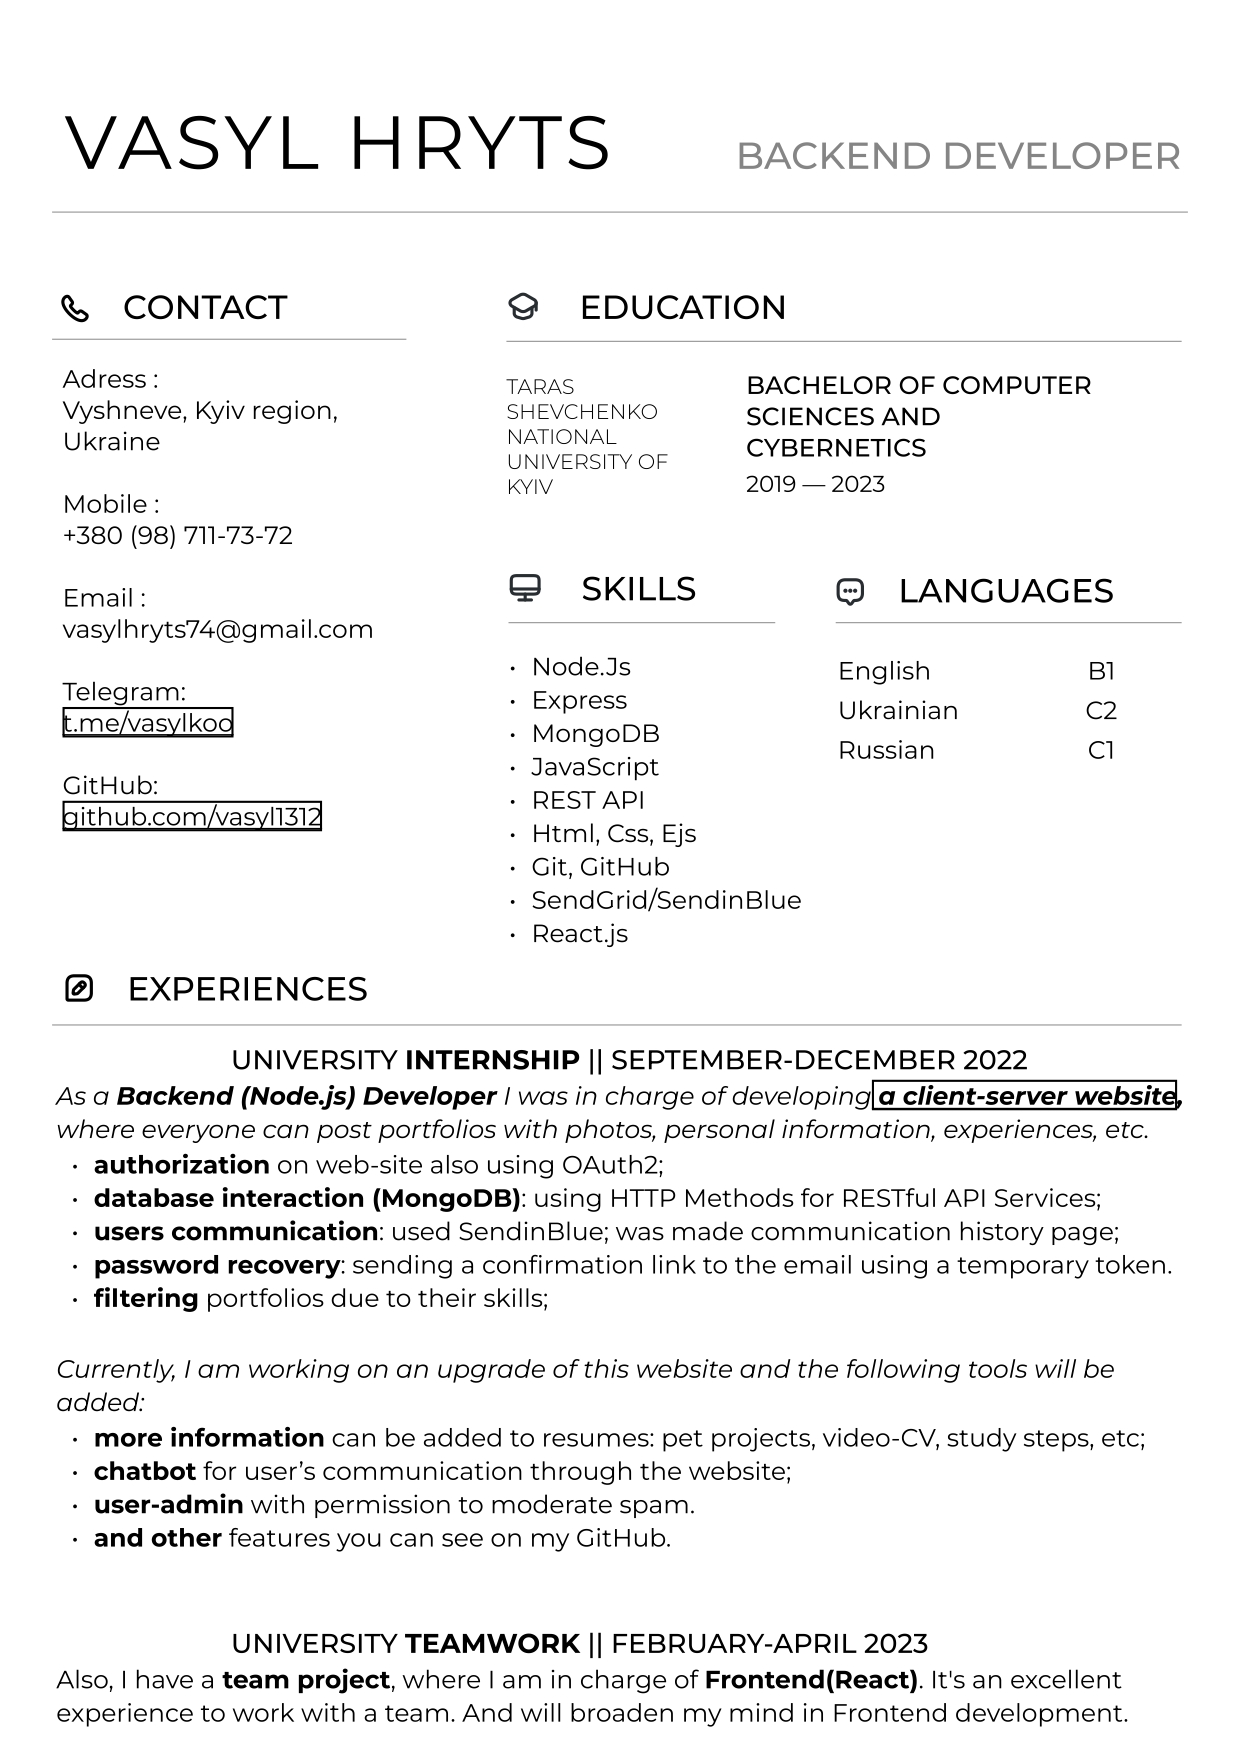 VASYL HRYTS
BACKEND DEVELOPER
CONTACT
Adress :
Vyshneve, Kyiv region,
Ukraine
Mobile :
+380 (98) 711-73-72
Email :
vasylhryts74@gmail.com
Telegram:
t.me/vasylkoo
GitHub:
github.com/vasyl1312
EDUCATION
TARAS
SHEVCHENKO
NATIONAL
UNIVERSITY OF
KYIV
BACHELOR OF COMPUTER
SCIENCES AND
CYBERNETICS
2019 — 2023
SKILLS
• Node.Js
• Express
• MongoDB
• JavaScript
• REST API
• Html, Css, Ejs
• Git, GitHub
• SendGrid/SendinBlue
• React.js
LANGUAGES
English B1
Ukrainian C2
Russian C1
EXPERIENCES
UNIVERSITY INTERNSHIP || SEPTEMBER-DECEMBER 2022
As a Backend (Node.js) Developer I was in charge of developing a client-server website,
where everyone can post portfolios with photos, personal information, experiences, etc.
• authorization on web-site also using OAuth2;
• database interaction (MongoDB): using HTTP Methods for RESTful API Services;
• users communication: used SendinBlue; was made communication history page;
• password recovery: sending a confirmation link to the email using a temporary token.
• filtering portfolios due to their skills;
Currently, I am working on an upgrade of this website and the following tools will be
added:
• more information can be added to resumes: pet projects, video-CV, study steps, etc;
• chatbot for user’s communication through the website;
• user-admin with permission to moderate spam.
• and other features you can see on my GitHub.
UNIVERSITY TEAMWORK || FEBRUARY-APRIL 2023
Also, I have a team project, where I am in charge of Frontend(React). It's an excellent
experience to work with a team. And will broaden my mind in Frontend development.